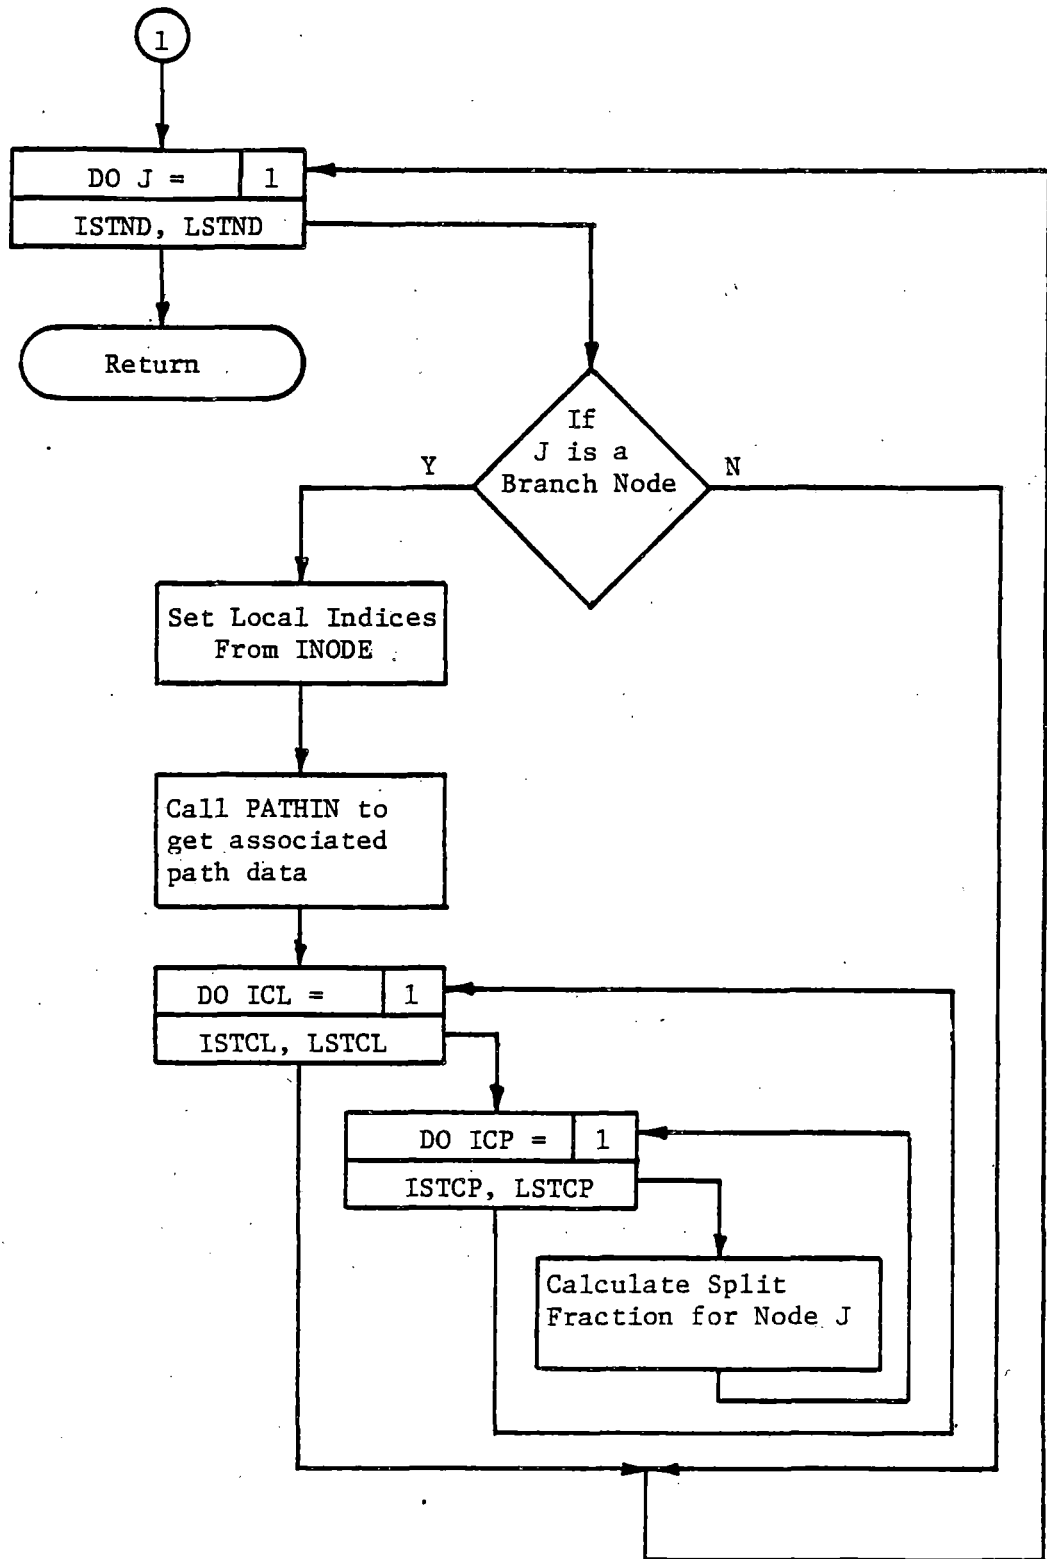 1
DO J = 1
ISTND, LSTND
Return
If
J is a
Branch Node
Y
N
Set Local Indices
From INODE
Call PATHIN to
get associated
path data
DO ICL = 1
ISTCL, LSTCL
DO ICP = 1
ISTCP, LSTCP
Calculate Split
Fraction for Node J